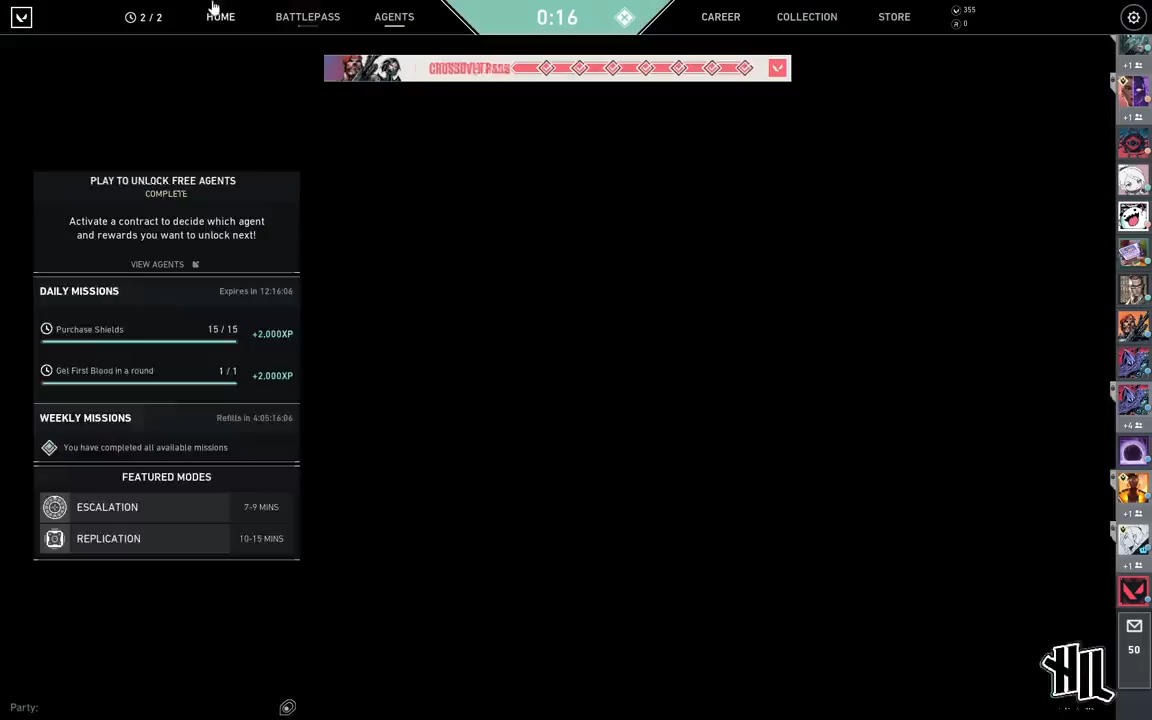 2 / 2
HOME
BATTLEPASS
AGENTS
0:16
CAREER
COLLECTION
STORE
355
0
CROSSOVER PASS
+1
+1
PLAY TO UNLOCK FREE AGENTS
COMPLETE
Activate a contract to decide which agent
and rewards you want to unlock next!
VIEW AGENTS
DAILY MISSIONS
Expires in 12:16:06
Purchase Shields
15 / 15
+2,000XP
Get First Blood in a round
1 / 1
+2,000XP
WEEKLY MISSIONS
Refills in 4:05:16:06
You have completed all available missions
+4
FEATURED MODES
ESCALATION
7-9 MINS
REPLICATION
10-15 MINS
+1
+1
50
Party: